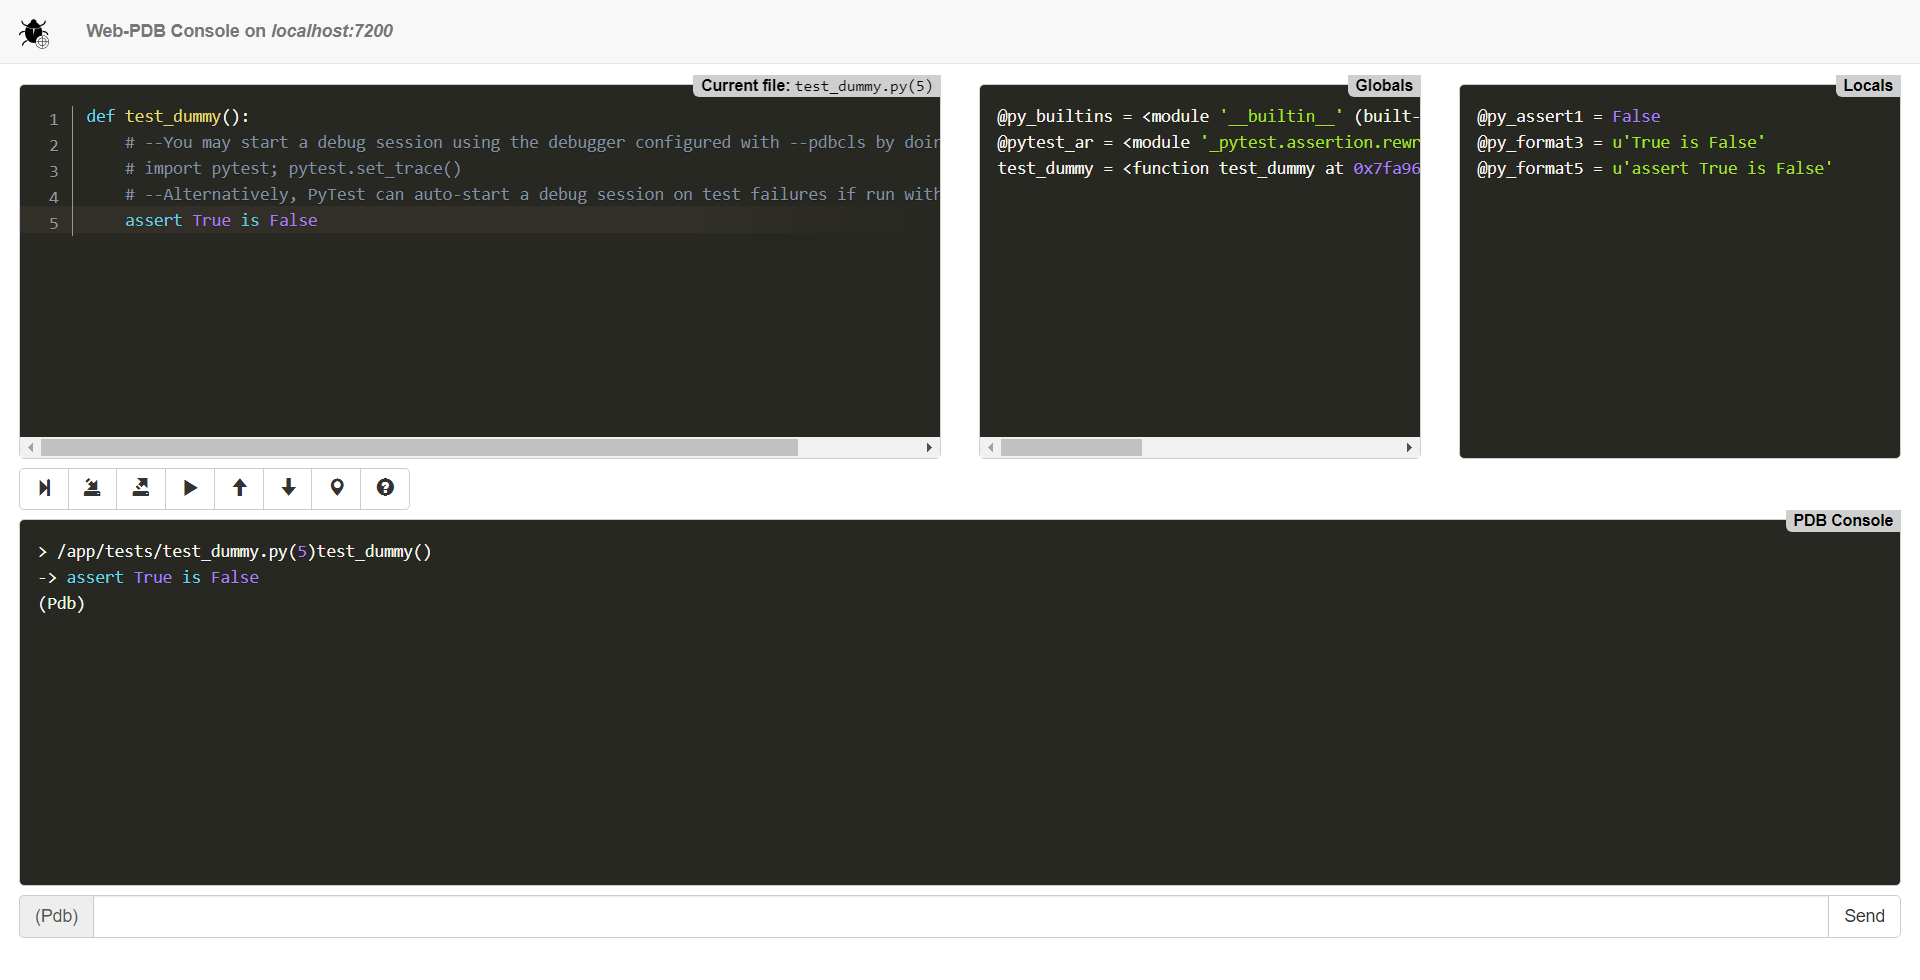 Web-PDB Console on localhost:7200
Current file: test_dummy.py(5)
1 def test_dummy():
2 # --You may start a debug session using the debugger configured with --pdbcls by
3 # import pytest; pytest.set_trace()
4 # --Alternatively, PyTest can auto-start a debug session on test failures if run with
5 assert True is False
Globals
@py_builtins = <module '__builtin__' (built-
@pytest_ar = <module '_pytest.assertion.rewr
test_dummy = <function test_dummy at 0x7fa96
Locals
@py_assert1 = False
@py_format3 = u'True is False'
@py_format5 = u'assert True is False'
PDB Console
> /app/tests/test_dummy.py(5)test_dummy()
-> assert True is False
(Pdb)
(Pdb)
Send